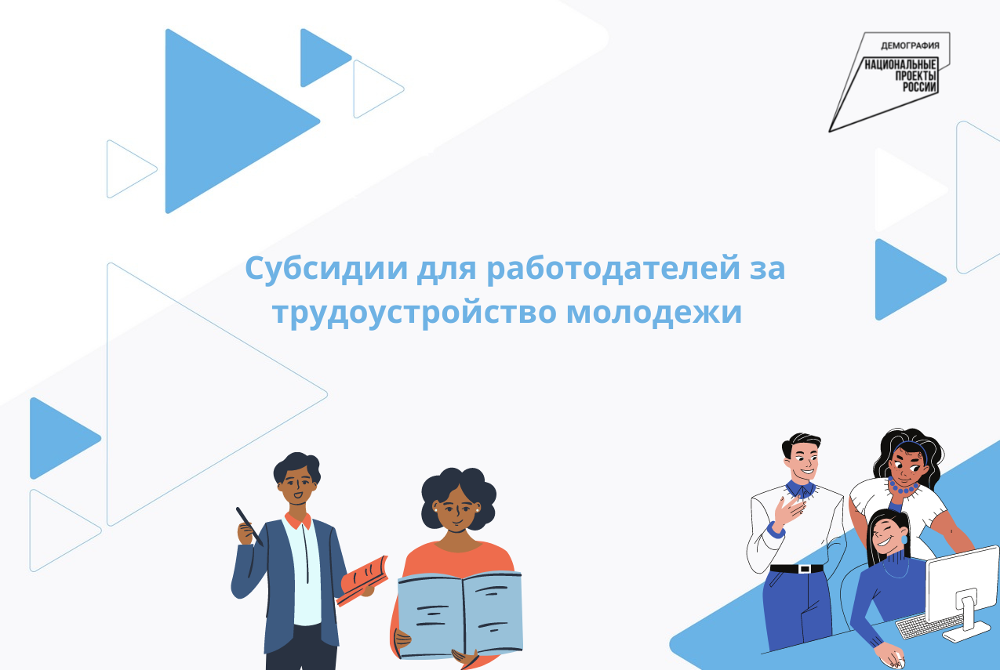 ДЕМОГРАФИЯ
НАЦИОНАЛЬНЫЕ
ПРОЕКТЫ
РОССИИ
Субсидии для работодателей за
трудоустройство молодежи